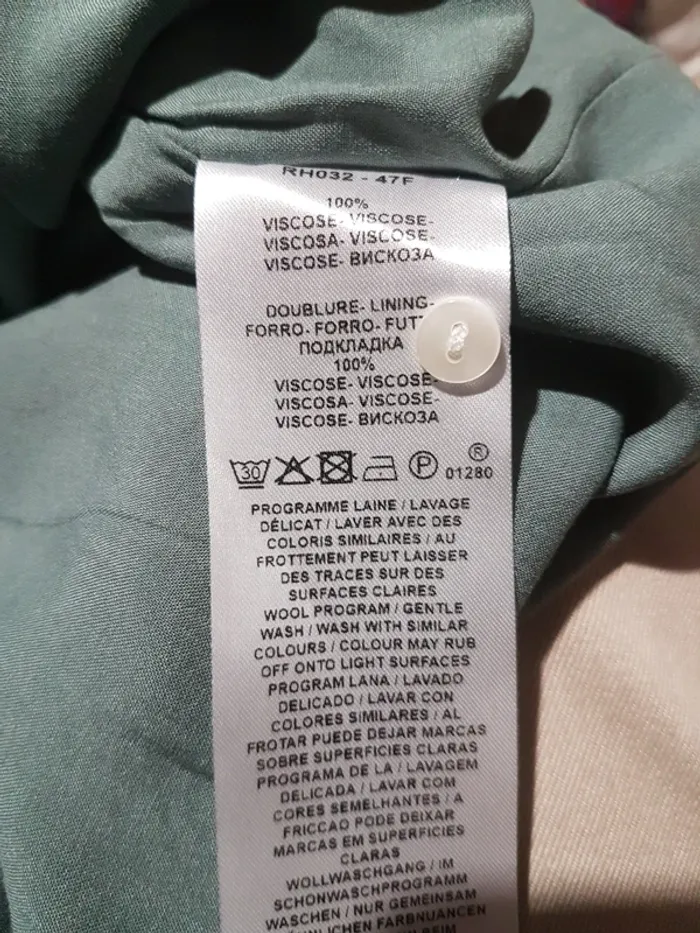 RH032 - 47F
100%
VISCOSE- VISCOSE-
VISCOSA- VISCOSE-
VISCOSE- ВИСКОЗА
DOUBLURE- LINING-
FORRO- FORRO-
ПОДКЛАДКА
100%
VISCOSE- VISCOSE-
VISCOSA- VISCOSE-
VISCOSE- ВИСКОЗА
30 P 01280 ®
PROGRAMME LAINE / LAVAGE
DÉLICAT / LAVER AVEC DES
COLORIS SIMILAIRES / AU
FROTTEMENT PEUT LAISSER
DES TRACES SUR DES
SURFACES CLAIRES
WOOL PROGRAM / GENTLE
WASH / WASH WITH SIMILAR
COLOURS / COLOUR MAY RUB
OFF ONTO LIGHT SURFACES
PROGRAM LANA / LAVADO
DELICADO / LAVAR CON
COLORES SIMILARES / AL
FROTAR PUEDE DEJAR MARCAS
SOBRE SUPERFICIES CLARAS
PROGRAMA DE LA / LAVAGEM
DELICADA / LAVAR COM
CORES SEMELHANTES / A
FRICCAO PODE DEIXAR
MARCAS EM SUPERFICIES
CLARAS
WOLLWASCHGANG / IM
SCHONWASCHPROGRAMM
WASCHEN / NUR GEMEINSAM
FARBNUANCEN